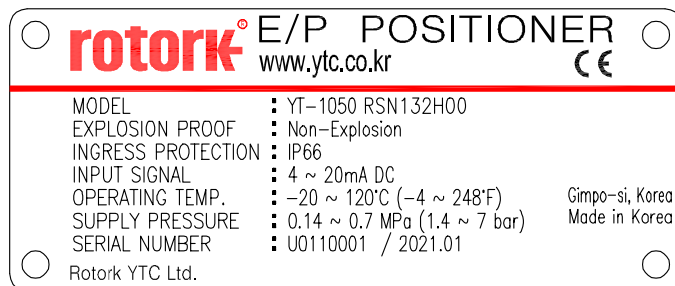 rotork® E/P POSITIONER
www.ytc.co.kr CE
MODEL : YT-1050 RSN132H00
EXPLOSION PROOF : Non-Explosion
INGRESS PROTECTION : IP66
INPUT SIGNAL : 4 ~ 20mA DC
OPERATING TEMP. : -20 ~ 120°C (-4 ~ 248°F) Gimpo-si, Korea
SUPPLY PRESSURE : 0.14 ~ 0.7 MPa (1.4 ~ 7 bar) Made in Korea
SERIAL NUMBER : U0110001 / 2021.01
Rotork YTC Ltd.